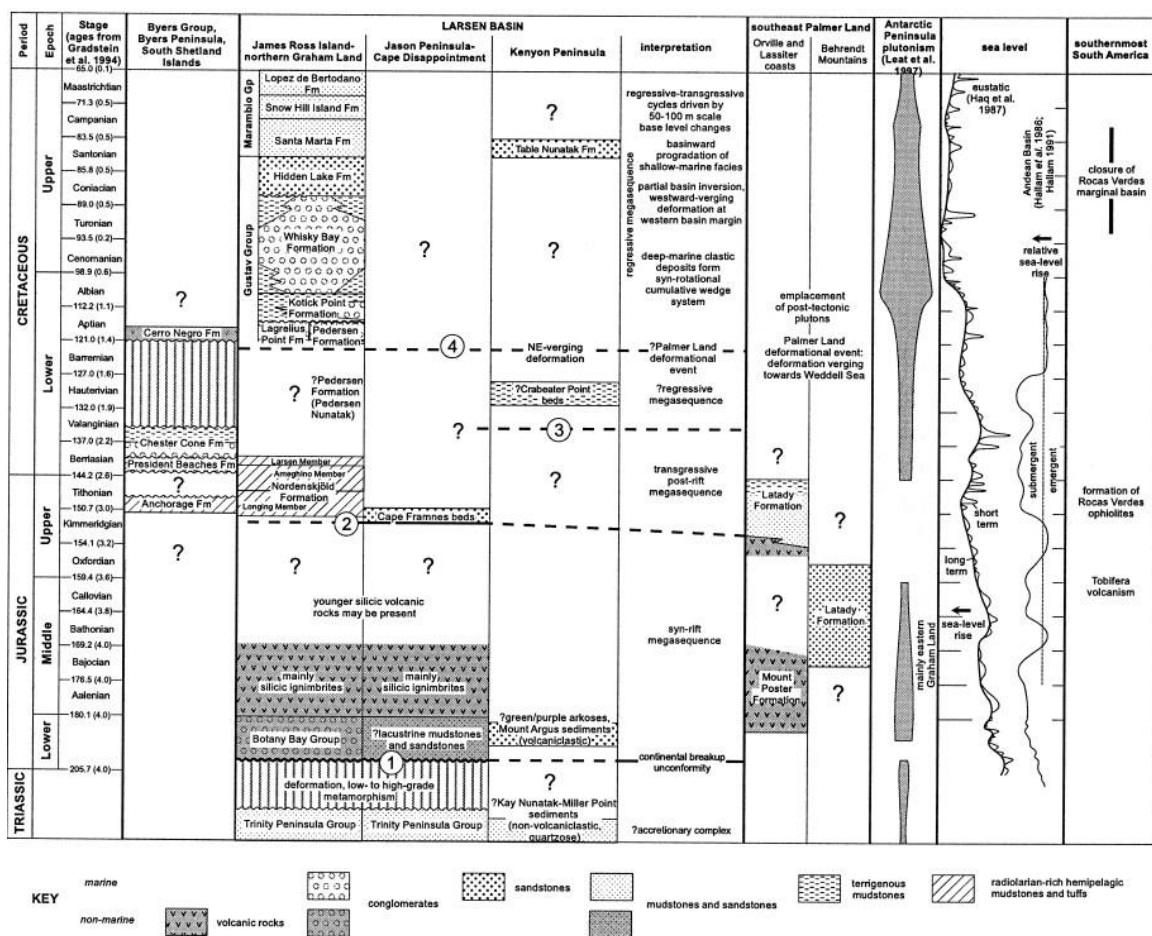 Period
Epoch
Stage
(ages from
Gradstein
et al. 1994)
Byers Group,
Byers Peninsula,
South Shetland
Islands
LARSEN BASIN
James Ross Island-
northern Graham Land
Jason Peninsula-
Cape Disappointment
Kenyon Peninsula
interpretation
southeast Palmer Land
Orville and
Lassiter
coasts
Behrendt
Mountains
Antarctic
Peninsula
plutonism
(Leat et al.
1997)
sea level
southernmost
South America
CRETACEOUS
JURASSIC
TRIASSIC
Upper
Lower
Upper
Middle
Lower
65.0 (0.1)
Maastrichtian
71.3 (0.5)
Campanian
83.5 (0.5)
Santonian
85.8 (0.5)
Coniacian
89.0 (0.5)
Turonian
93.5 (0.2)
Cenomanian
98.9 (0.6)
Albian
112.2 (1.1)
Aptian
121.0 (1.4)
Barremian
127.0 (1.6)
Hauterivian
132.0 (1.9)
Valanginian
137.0 (2.2)
Berriasian
144.2 (2.6)
Tithonian
150.7 (3.0)
Kimmeridgian
154.1 (3.2)
Oxfordian
159.4 (3.6)
Callovian
164.4 (3.8)
Bathonian
169.2 (4.0)
Bajocian
176.5 (4.0)
Aalenian
180.1 (4.0)
205.7 (4.0)
?
Cerro Negro Fm
Chester Cone Fm
President Beaches Fm
?
Anchorage Fm
?
Marambio Gp
Gustav Group
Lopez de Bertodano
Fm
Snow Hill Island Fm
Santa Marta Fm
Hidden Lake Fm
Whisky Bay
Formation
Kotick Point
Formation
Lagrelius
Point Fm
Pedersen
Formation
?
?Pedersen
Formation
(Pedersen
Nunatak)
Larsen Member
Ameghino Member
Nordenskjöld
Formation
Longing Member
2
?
younger silicic volcanic
rocks may be present
mainly
silicic ignimbrites
Botany Bay Group
deformation, low- to high-grade
metamorphism
Trinity Peninsula Group
?
4
?
Cape Framnes beds
?
mainly
silicic ignimbrites
?lacustrine mudstones
and sandstones
1
Trinity Peninsula Group
?
Table Nunatak Fm
?
NE-verging
deformation
?Crabeater Point
beds
3
?
?green/purple arkoses,
Mount Argus sediments
(volcaniclastic)
?
?Kay Nunatak-Miller Point
sediments
(non-volcaniclastic,
quartzose)
regressive megasequence
regressive-transgressive
cycles driven by
50-100 m scale
base level changes
basinward
progradation of
shallow-marine facies
partial basin inversion,
westward-verging
deformation at
western basin margin
deep-marine clastic
deposits form
syn-rotational
cumulative wedge
system
?Palmer Land
deformational
event
?regressive
megasequence
transgressive
post-rift
megasequence
syn-rift
megasequence
continental breakup
unconformity
?accretionary complex
emplacement
of post-tectonic
plutons
Palmer Land
deformational event:
deformation verging
towards Weddell Sea
?
Latady
Formation
?
Mount
Poster
Formation
?
Latady
Formation
?
mainly eastern
Graham Land
eustatic
(Haq et al.
1987)
Andean Basin
(Hallam et al. 1986;
Hallam 1991)
relative
sea-level
rise
submergent
emergent
short
term
long
term
sea-level
rise
closure of
Rocas Verdes
marginal basin
formation of
Rocas Verdes
ophiolites
Tobifera
volcanism
KEY
marine
non-marine
volcanic rocks
conglomerates
sandstones
mudstones and sandstones
terrigenous
mudstones
radiolarian-rich hemipelagic
mudstones and tuffs